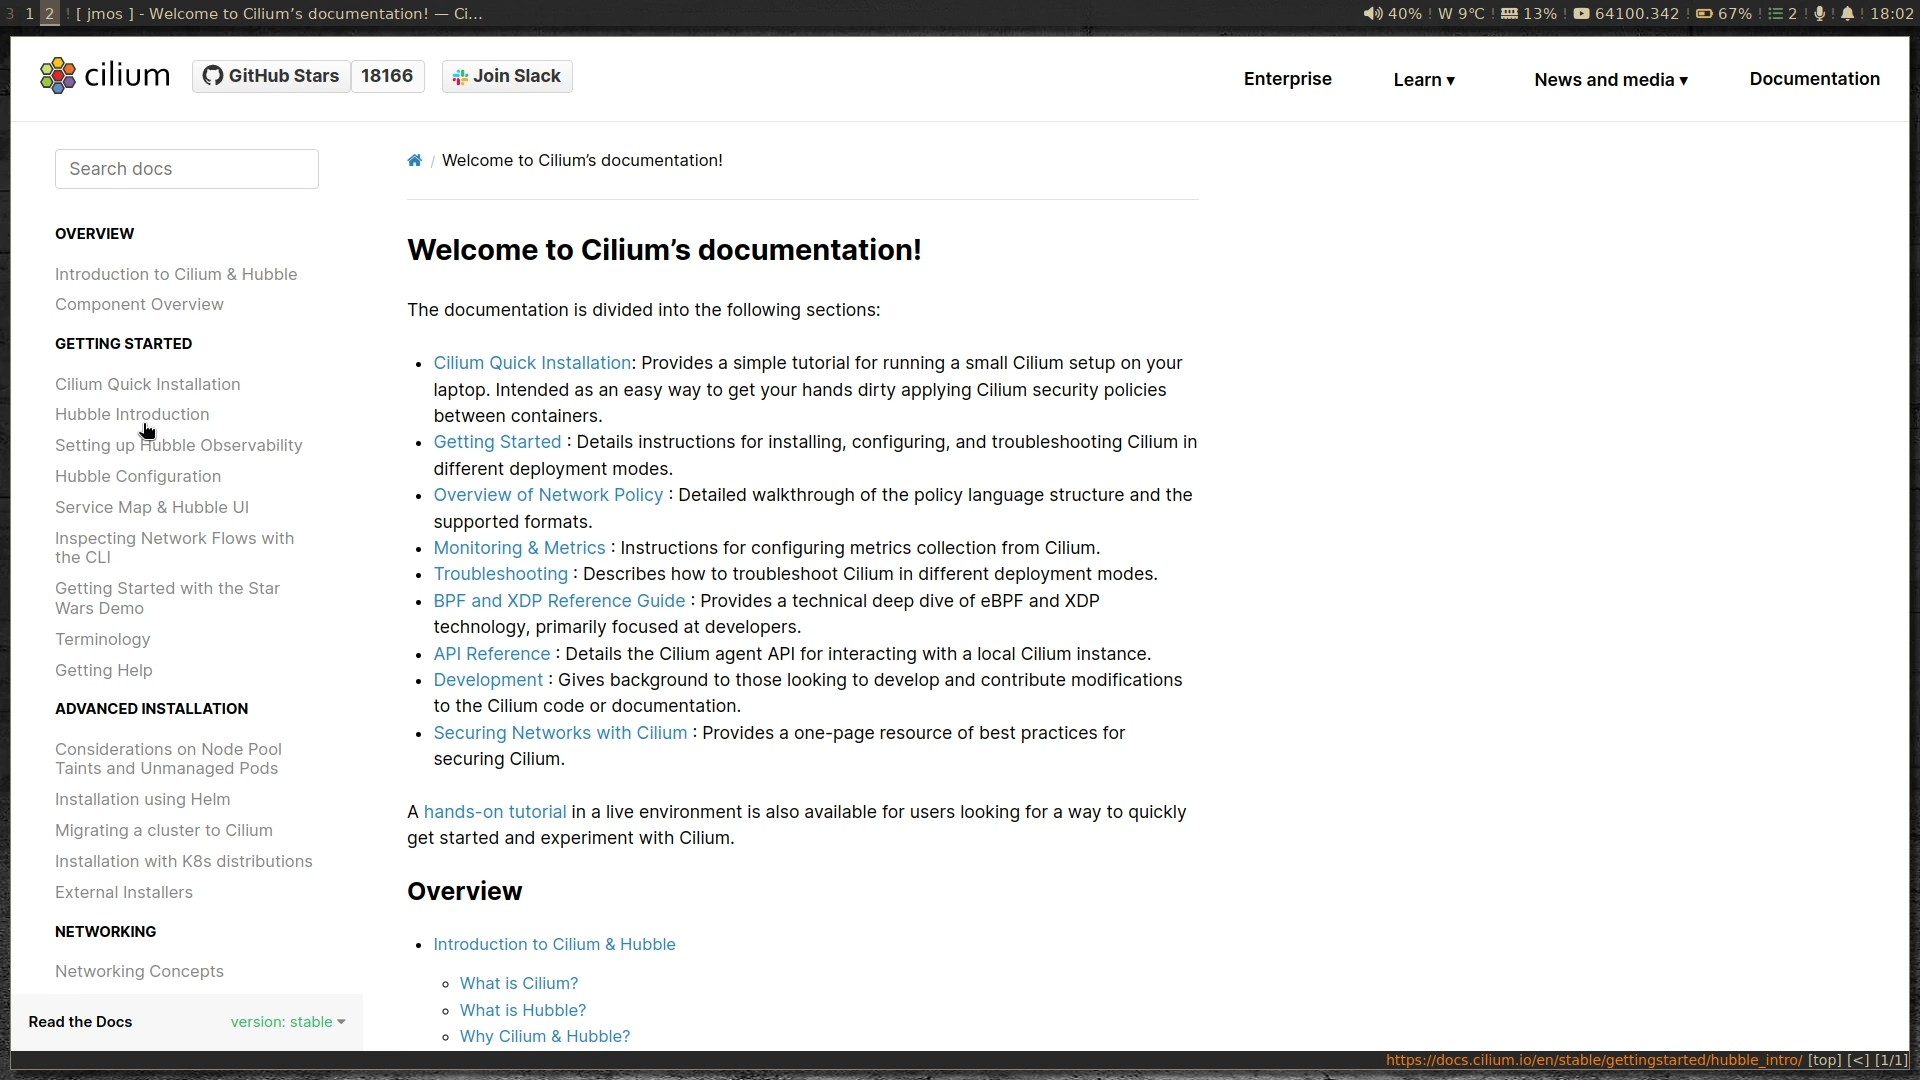 3 1 2 [ jmos ] - Welcome to Cilium’s documentation! — Ci...
40% W 9℃ 13% 64100.342 67% 2 18:02
cilium
GitHub Stars 18166
Join Slack
Enterprise Learn ▾ News and media ▾ Documentation
Search docs
OVERVIEW
Introduction to Cilium & Hubble
Component Overview
GETTING STARTED
Cilium Quick Installation
Hubble Introduction
Setting up Hubble Observability
Hubble Configuration
Service Map & Hubble UI
Inspecting Network Flows with
the CLI
Getting Started with the Star
Wars Demo
Terminology
Getting Help
ADVANCED INSTALLATION
Considerations on Node Pool
Taints and Unmanaged Pods
Installation using Helm
Migrating a cluster to Cilium
Installation with K8s distributions
External Installers
NETWORKING
Networking Concepts
Read the Docs version: stable
/ Welcome to Cilium’s documentation!
Welcome to Cilium’s documentation!
The documentation is divided into the following sections:
• Cilium Quick Installation: Provides a simple tutorial for running a small Cilium setup on your
laptop. Intended as an easy way to get your hands dirty applying Cilium security policies
between containers.
• Getting Started : Details instructions for installing, configuring, and troubleshooting Cilium in
different deployment modes.
• Overview of Network Policy : Detailed walkthrough of the policy language structure and the
supported formats.
• Monitoring & Metrics : Instructions for configuring metrics collection from Cilium.
• Troubleshooting : Describes how to troubleshoot Cilium in different deployment modes.
• BPF and XDP Reference Guide : Provides a technical deep dive of eBPF and XDP
technology, primarily focused at developers.
• API Reference : Details the Cilium agent API for interacting with a local Cilium instance.
• Development : Gives background to those looking to develop and contribute modifications
to the Cilium code or documentation.
• Securing Networks with Cilium : Provides a one-page resource of best practices for
securing Cilium.
A hands-on tutorial in a live environment is also available for users looking for a way to quickly
get started and experiment with Cilium.
Overview
• Introduction to Cilium & Hubble
◦ What is Cilium?
◦ What is Hubble?
◦ Why Cilium & Hubble?
https://docs.cilium.io/en/stable/gettingstarted/hubble_intro/ [top] [<] [1/1]